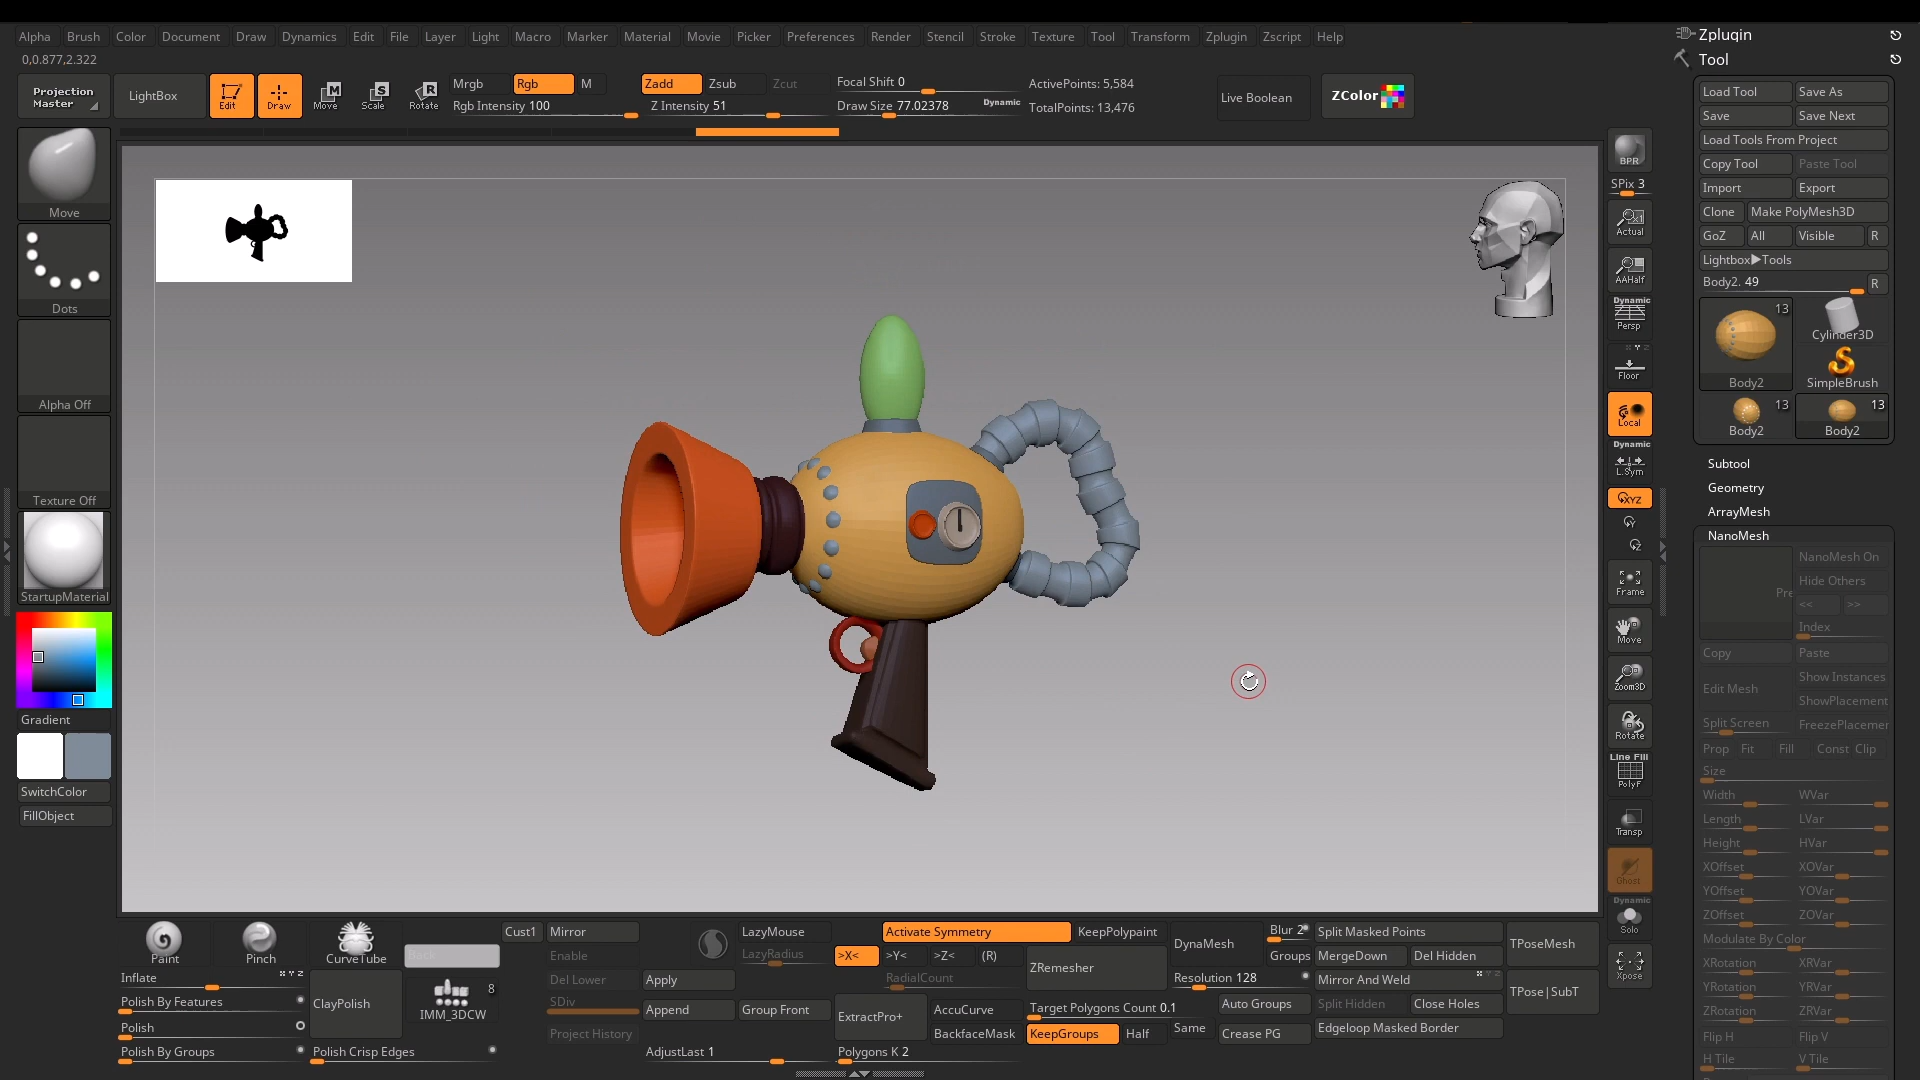 Alpha Brush Color Document Draw Dynamics Edit File Layer Light Macro Marker Material Movie Picker Preferences Render Stencil Stroke Texture Tool Transform Zplugin Zscript Help
0,0.877,2.322
Projection Master
LightBox
Edit
Draw
Move
Scale
Rotate
Mrgb Rgb M
Rgb Intensity 100
Zadd Zsub Zcut
Z Intensity 51
Focal Shift 0
Draw Size 77.02378 Dynamic
ActivePoints: 5,584
TotalPoints: 13,476
Live Boolean
ZColor
Move
Dots
Alpha Off
Texture Off
StartupMaterial
Gradient
SwitchColor
FillObject
BPR
SPix 3
Actual
AAHalf
Dynamic
Persp
Floor
Local
Dynamic
L.Sym
XYZ
Y
Z
Frame
Move
Zoom3D
Rotate
Line Fill
PolyF
Transp
Ghost
Dynamic
Solo
Xpose
Zplugin
Tool
Load Tool Save As
Save Save Next
Load Tools From Project
Copy Tool Paste Tool
Import Export
Clone Make PolyMesh3D
GoZ All Visible R
Lightbox▶Tools
Body2. 49 R
13
Body2
Cylinder3D
SimpleBrush
13
Body2
13
Body2
Subtool
Geometry
ArrayMesh
NanoMesh
Pre
NanoMesh On
Hide Others
<< >>
Index
Copy Paste
Edit Mesh
Show Instances
ShowPlacement
Split Screen FreezePlacemer
Prop Fit Fill Const Clip
Size
Width WVar
Length LVar
Height HVar
XOffset XOVar
YOffset YOVar
ZOffset ZOVar
Modulate By Color
XRotation XRVar
YRotation YRVar
ZRotation ZRVar
Flip H Flip V
H Tile V Tile
Paint
Pinch
CurveTube
Back
Inflate
Polish By Features
Polish
Polish By Groups
ClayPolish
8
IMM_3DCW
Polish Crisp Edges
Cust1 Mirror
Enable
Del Lower
SDiv
Project History
Apply
Append
AdjustLast 1
LazyMouse
LazyRadius
Group Front
Activate Symmetry KeepPolypaint
>X< >Y< >Z< (R)
RadialCount
ExtractPro+
AccuCurve
BackfaceMask
Polygons K 2
ZRemesher
Target Polygons Count 0.1
KeepGroups Half Same
DynaMesh
Blur 2
Groups
Resolution 128
Auto Groups
Crease PG
Split Masked Points
MergeDown Del Hidden
Mirror And Weld
Split Hidden Close Holes
Edgeloop Masked Border
TPoseMesh
TPose|SubT